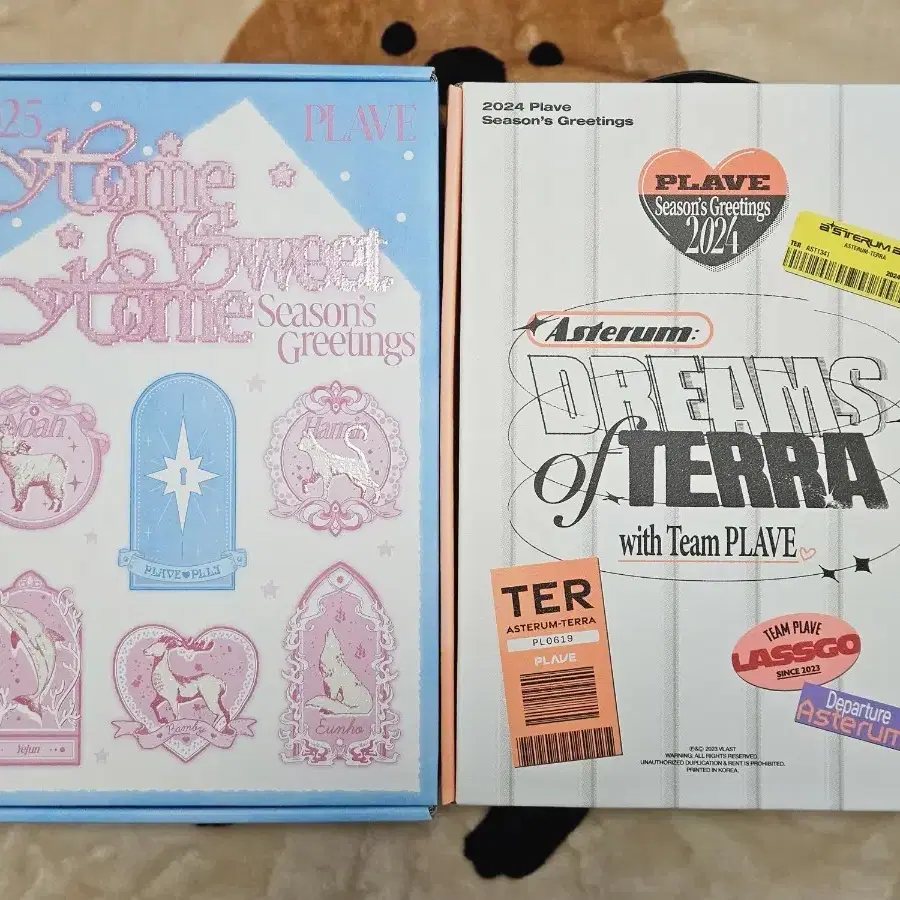 025
PLAVE
Home
Sweet
Home
Season's
Greetings
Noah
Hamin
PLAVE♥PLLI
Yejun
Bamby
Eunho
2024 Plave
Season's Greetings
PLAVE
Season's Greetings
2024
ASTERUM
ASTERUM-TERRA
TER AST1341
2024
Asterum:
DREAMS
of TERRA
with Team PLAVE
TER
ASTERUM-TERRA
PL0619
PLAVE
TEAM PLAVE
LASSGO
SINCE 2023
Departure
Asterum
(P&C) 2023 VLAST
WARNING: ALL RIGHTS RESERVED.
UNAUTHORIZED DUPLICATION & RENT IS PROHIBITED.
PRINTED IN KOREA.